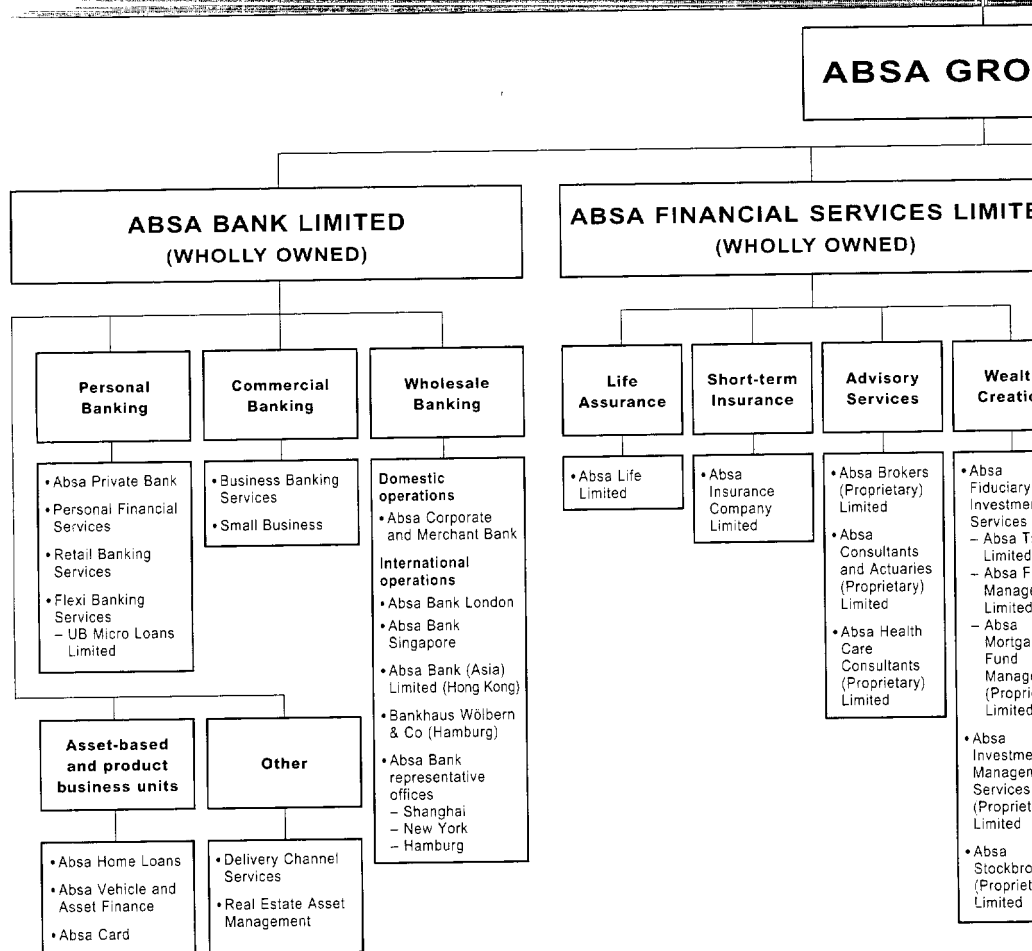 ABSA GRO
ABSA BANK LIMITED
(WHOLLY OWNED)
ABSA FINANCIAL SERVICES LIMITE
(WHOLLY OWNED)
Personal
Banking
• Absa Private Bank
• Personal Financial
Services
• Retail Banking
Services
• Flexi Banking
Services
– UB Micro Loans
Limited
Commercial
Banking
• Business Banking
Services
• Small Business
Wholesale
Banking
Domestic
operations
• Absa Corporate
and Merchant Bank
International
operations
• Absa Bank London
• Absa Bank
Singapore
• Absa Bank (Asia)
Limited (Hong Kong)
• Bankhaus Wölbern
& Co (Hamburg)
• Absa Bank
representative
offices
– Shanghai
– New York
– Hamburg
Asset-based
and product
business units
• Absa Home Loans
• Absa Vehicle and
Asset Finance
• Absa Card
Other
• Delivery Channel
Services
• Real Estate Asset
Management
Life
Assurance
• Absa Life
Limited
Short-term
Insurance
• Absa
Insurance
Company
Limited
Advisory
Services
• Absa Brokers
(Proprietary)
Limited
• Absa
Consultants
and Actuaries
(Proprietary)
Limited
• Absa Health
Care
Consultants
(Proprietary)
Limited
Wealt
Creatio
• Absa
Fiduciary
Investmen
Services
– Absa T
Limited
– Absa F
Manage
Limited
– Absa
Mortga
Fund
Manage
(Proprie
Limited
• Absa
Investme
Managem
Services
(Propriet
Limited
• Absa
Stockbro
(Propriet
Limited